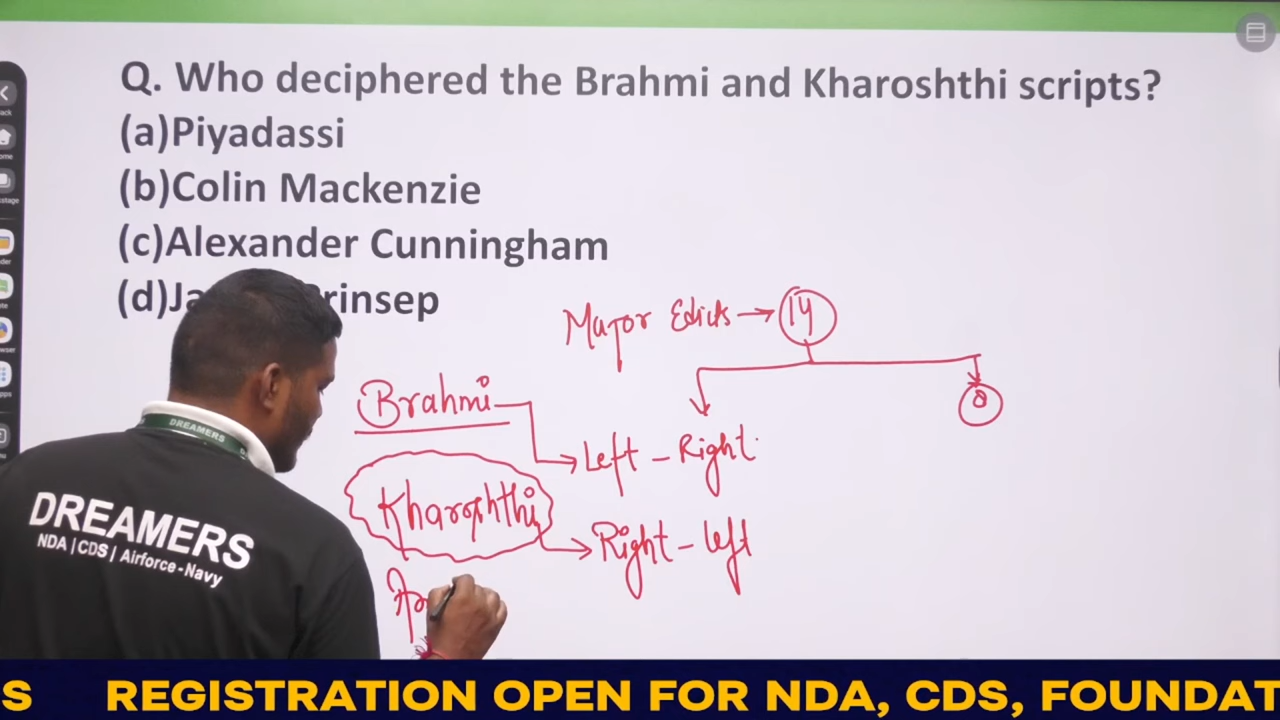 Q. Who deciphered the Brahmi and Kharoshthi scripts?
(a)Piyadassi
(b)Colin Mackenzie
(c)Alexander Cunningham
(d)Ja rinsep
Major Edicts → 14
Brahmi
Left - Right
Kharoshthi
Right - left
DREAMERS
DREAMERS
NDA | CDS | Airforce-Navy
S REGISTRATION OPEN FOR NDA, CDS, FOUNDAT